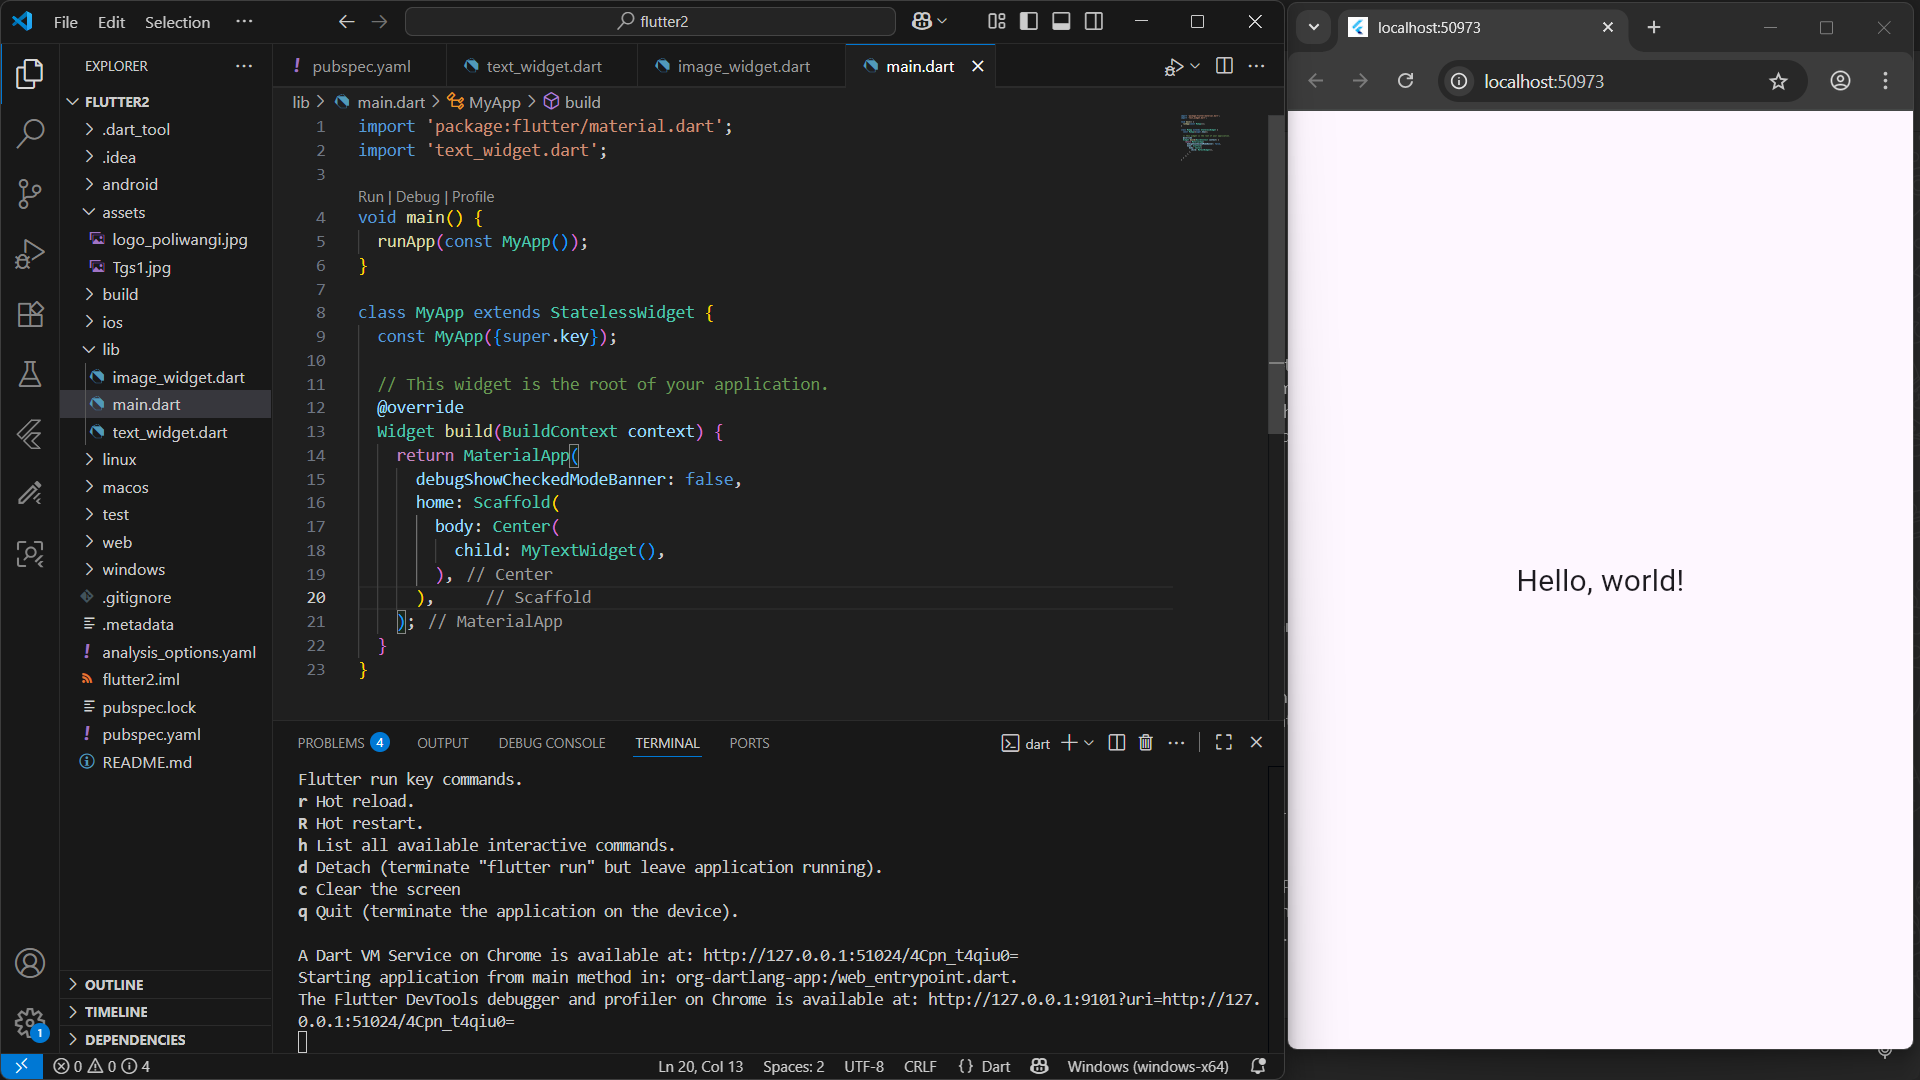 File Edit Selection ···
flutter2
EXPLORER
FLUTTER2
.dart_tool
.idea
android
assets
logo_poliwangi.jpg
Tgs1.jpg
build
ios
lib
image_widget.dart
main.dart
text_widget.dart
linux
macos
test
web
windows
.gitignore
.metadata
analysis_options.yaml
flutter2.iml
pubspec.lock
pubspec.yaml
README.md
OUTLINE
TIMELINE
DEPENDENCIES
1
pubspec.yaml text_widget.dart image_widget.dart main.dart
lib > main.dart > MyApp > build
1 import 'package:flutter/material.dart';
2 import 'text_widget.dart';
3
Run | Debug | Profile
4 void main() {
5 runApp(const MyApp());
6 }
7
8 class MyApp extends StatelessWidget {
9 const MyApp({super.key});
10
11 // This widget is the root of your application.
12 @override
13 Widget build(BuildContext context) {
14 return MaterialApp(
15 debugShowCheckedModeBanner: false,
16 home: Scaffold(
17 body: Center(
18 child: MyTextWidget(),
19 ), // Center
20 ), // Scaffold
21 ); // MaterialApp
22 }
23 }
PROBLEMS 4 OUTPUT DEBUG CONSOLE TERMINAL PORTS
dart
Flutter run key commands.
r Hot reload.
R Hot restart.
h List all available interactive commands.
d Detach (terminate "flutter run" but leave application running).
c Clear the screen
q Quit (terminate the application on the device).
A Dart VM Service on Chrome is available at: http://127.0.0.1:51024/4Cpn_t4qiu0=
Starting application from main method in: org-dartlang-app:/web_entrypoint.dart.
The Flutter DevTools debugger and profiler on Chrome is available at: http://127.0.0.1:9101?uri=http://127.
0.0.1:51024/4Cpn_t4qiu0=
0 0 4
Ln 20, Col 13 Spaces: 2 UTF-8 CRLF {} Dart Windows (windows-x64)
localhost:50973
localhost:50973
Hello, world!